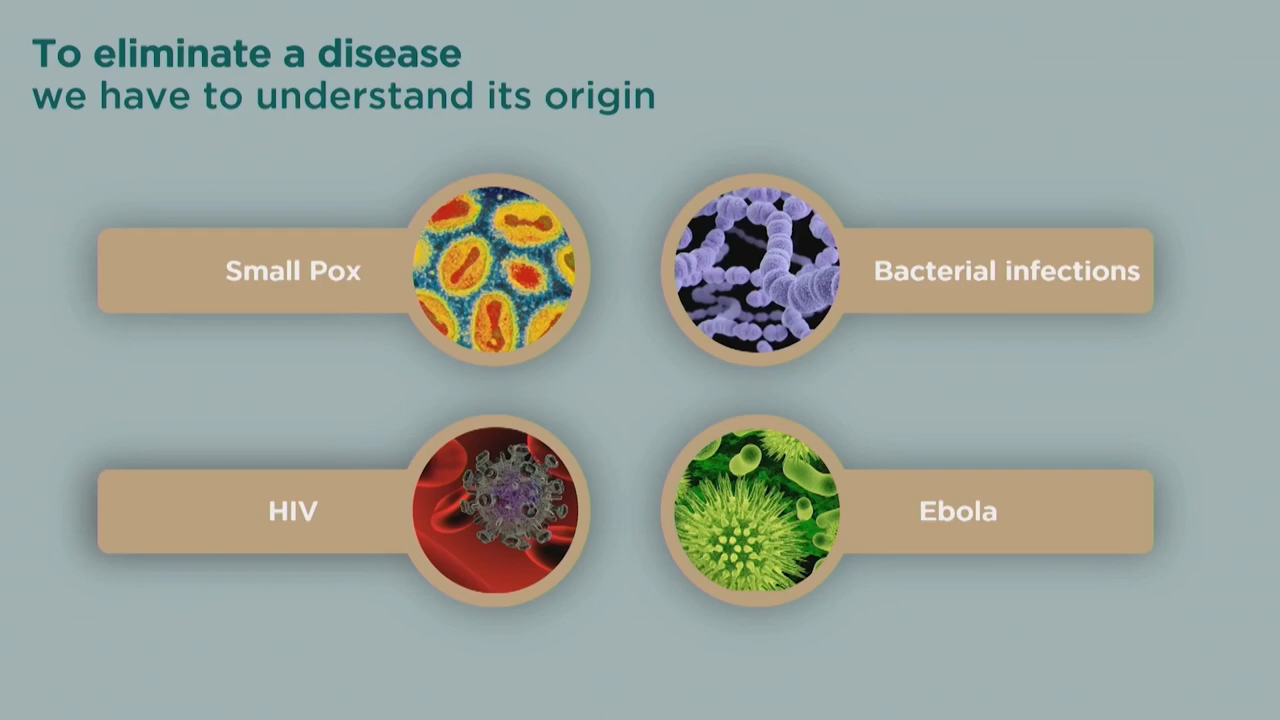 To eliminate a disease
we have to understand its origin
Small Pox
Bacterial infections
HIV
Ebola